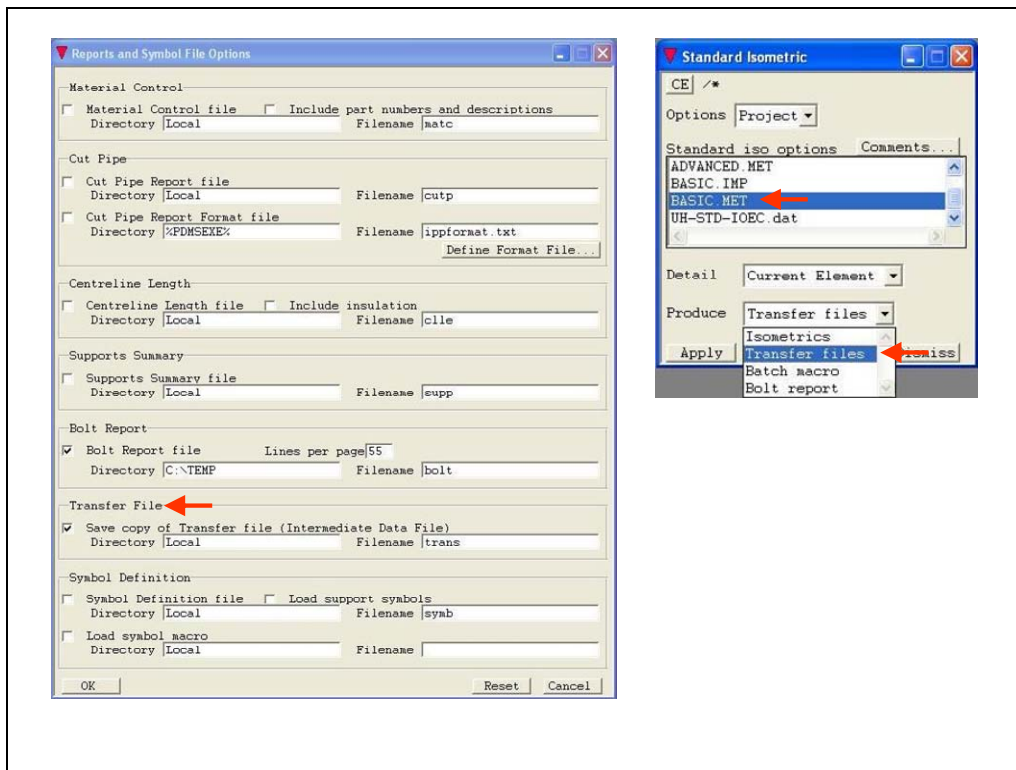 Reports and Symbol File Options
Material Control
Material Control file Include part numbers and descriptions
Directory Local Filename matc
Cut Pipe
Cut Pipe Report file
Directory Local Filename cutp
Cut Pipe Report Format file
Directory %PDMSEXE% Filename ippformat.txt
Define Format File...
Centreline Length
Centreline Length file Include insulation
Directory Local Filename clle
Supports Summary
Supports Summary file
Directory Local Filename supp
Bolt Report
Bolt Report file Lines per page 55
Directory C:\TEMP Filename bolt
Transfer File
Save copy of Transfer file (Intermediate Data File)
Directory Local Filename trans
Symbol Definition
Symbol Definition file Load support symbols
Directory Local Filename symb
Load symbol macro
Directory Local Filename
OK Reset Cancel
Standard Isometric
CE /*
Options Project
Standard iso options Comments...
ADVANCED.MET
BASIC.IMP
BASIC.MET
UH-STD-IOEC.dat
Detail Current Element
Produce Transfer files
Isometrics
Apply Transfer files
Batch macro
Bolt report